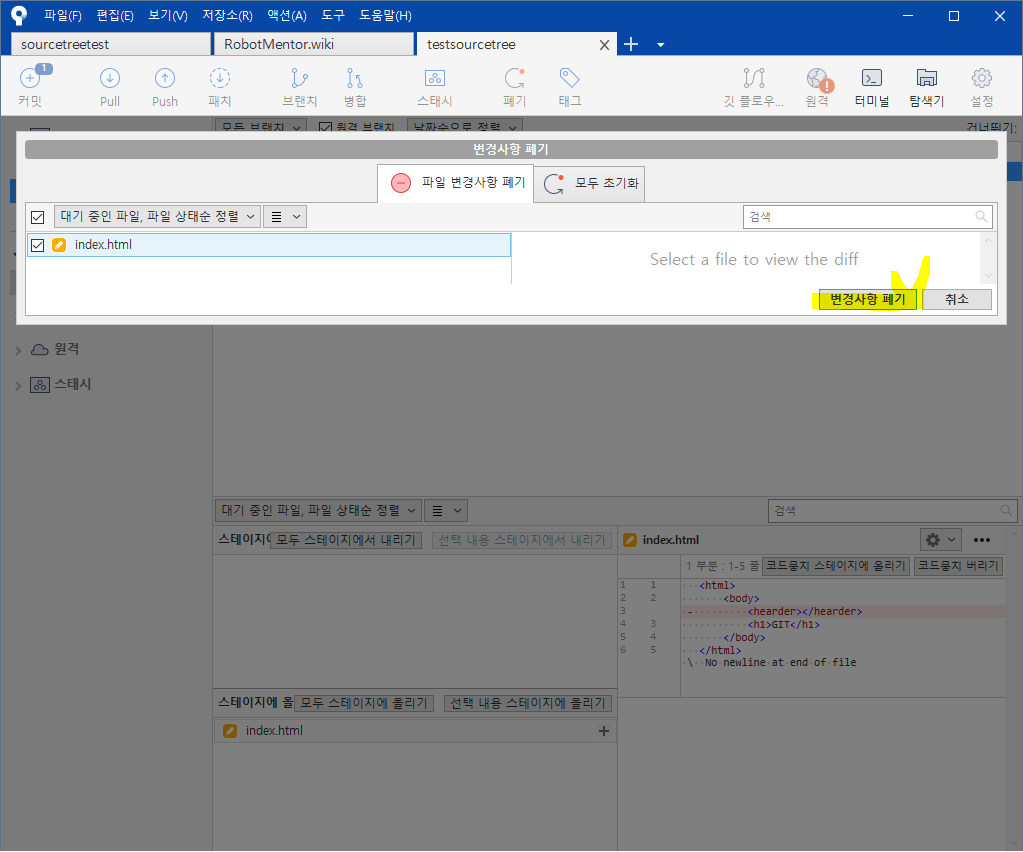 파일(F) 편집(E) 보기(V) 저장소(R) 액션(A) 도구 도움말(H)
sourcetreetest RobotMentor.wiki testsourcetree
1
커밋 Pull Push 패치 브랜치 병합 스태시 폐기 태그 깃 플로우... 원격 터미널 탐색기 설정
모든 브랜치 원격 브랜치 날짜순으로 정렬 건너뛰기:
변경사항 폐기
파일 변경사항 폐기 모두 초기화
대기 중인 파일, 파일 상태순 정렬 검색
index.html
Select a file to view the diff
변경사항 폐기 취소
원격
스태시
대기 중인 파일, 파일 상태순 정렬 검색
스테이지에 모두 스테이지에서 내리기 선택 내용 스테이지에서 내리기
index.html
1 부분 : 1-5 줄 코드뭉치 스테이지에 올리기 코드뭉치 버리기
1 1 <html>
2 2 <body>
3 - <hearder></hearder>
4 3 <h1>GIT</h1>
5 4 </body>
6 5 </html>
\ No newline at end of file
스테이지에 올 모두 스테이지에 올리기 선택 내용 스테이지에 올리기
index.html